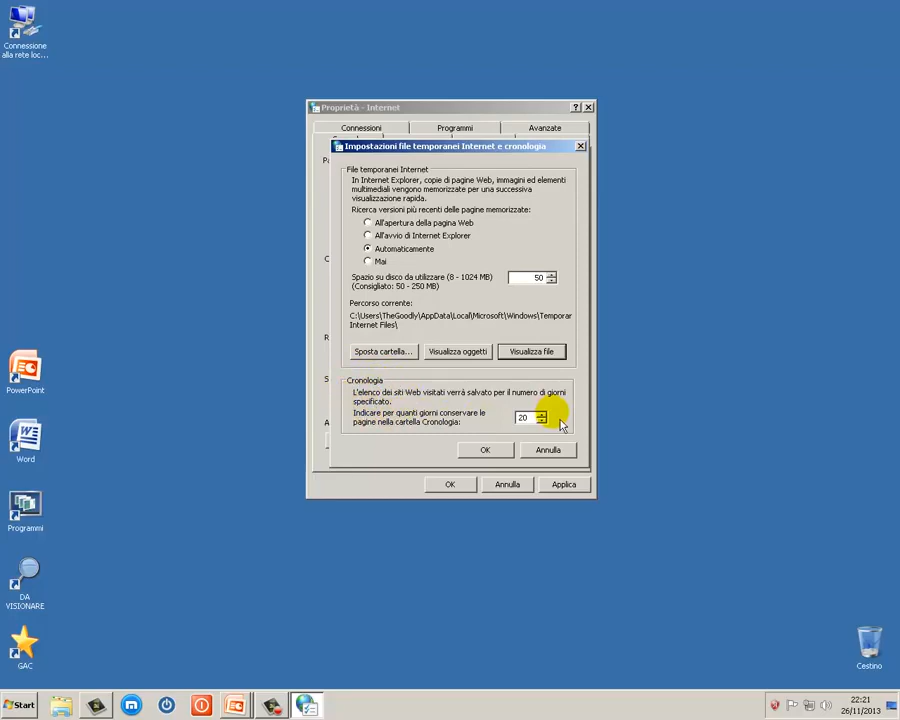 Connessione
alla rete loc...
Proprietà - Internet
Connessioni
Programmi
Avanzate
Impostazioni file temporanei Internet e cronologia
File temporanei Internet
In Internet Explorer, copie di pagine Web, immagini ed elementi
multimediali vengono memorizzate per una successiva
visualizzazione rapida.
Ricerca versioni più recenti delle pagine memorizzate:
All'apertura della pagina Web
All'avvio di Internet Explorer
Automaticamente
Mai
Spazio su disco da utilizzare (8 - 1024 MB)
(Consigliato: 50 - 250 MB)
50
Percorso corrente:
C:\Users\TheGoodly\AppData\Local\Microsoft\Windows\Temporar
Internet Files\
Sposta cartella...
Visualizza oggetti
Visualizza file
Cronologia
L'elenco dei siti Web visitati verrà salvato per il numero di giorni
specificato.
Indicare per quanti giorni conservare le
pagine nella cartella Cronologia:
20
OK
Annulla
OK
Annulla
Applica
PowerPoint
Word
Programmi
DA
VISIONARE
GAC
Cestino
Start
22:21
26/11/2013